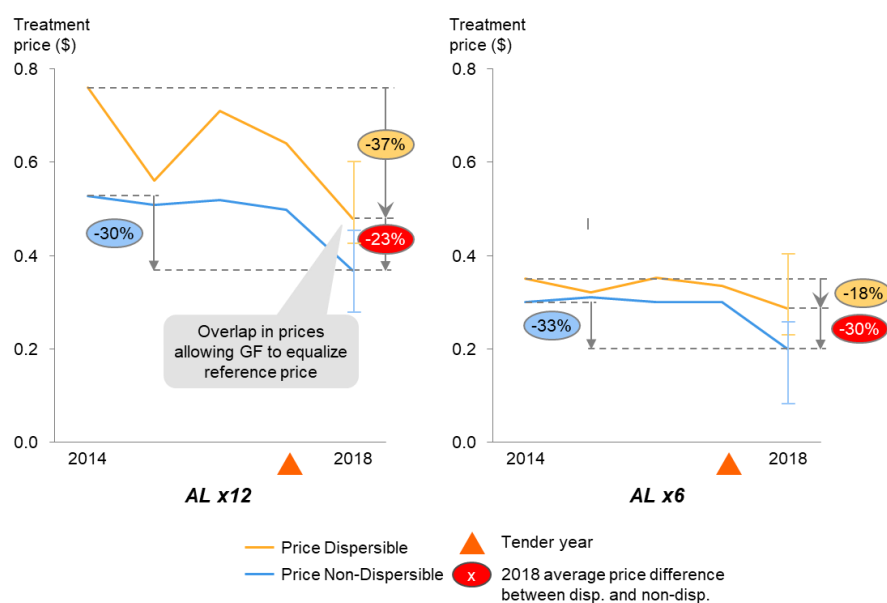 Treatment
price ($)
0.8
0.6
0.4
0.2
0.0
-37%
-30%
-23%
Overlap in prices
allowing GF to equalize
reference price
2014
2018
AL x12
Treatment
price ($)
0.8
0.6
0.4
0.2
0.0
-18%
-33%
-30%
2014
2018
AL x6
Price Dispersible
Tender year
Price Non-Dispersible
x
2018 average price difference
between disp. and non-disp.